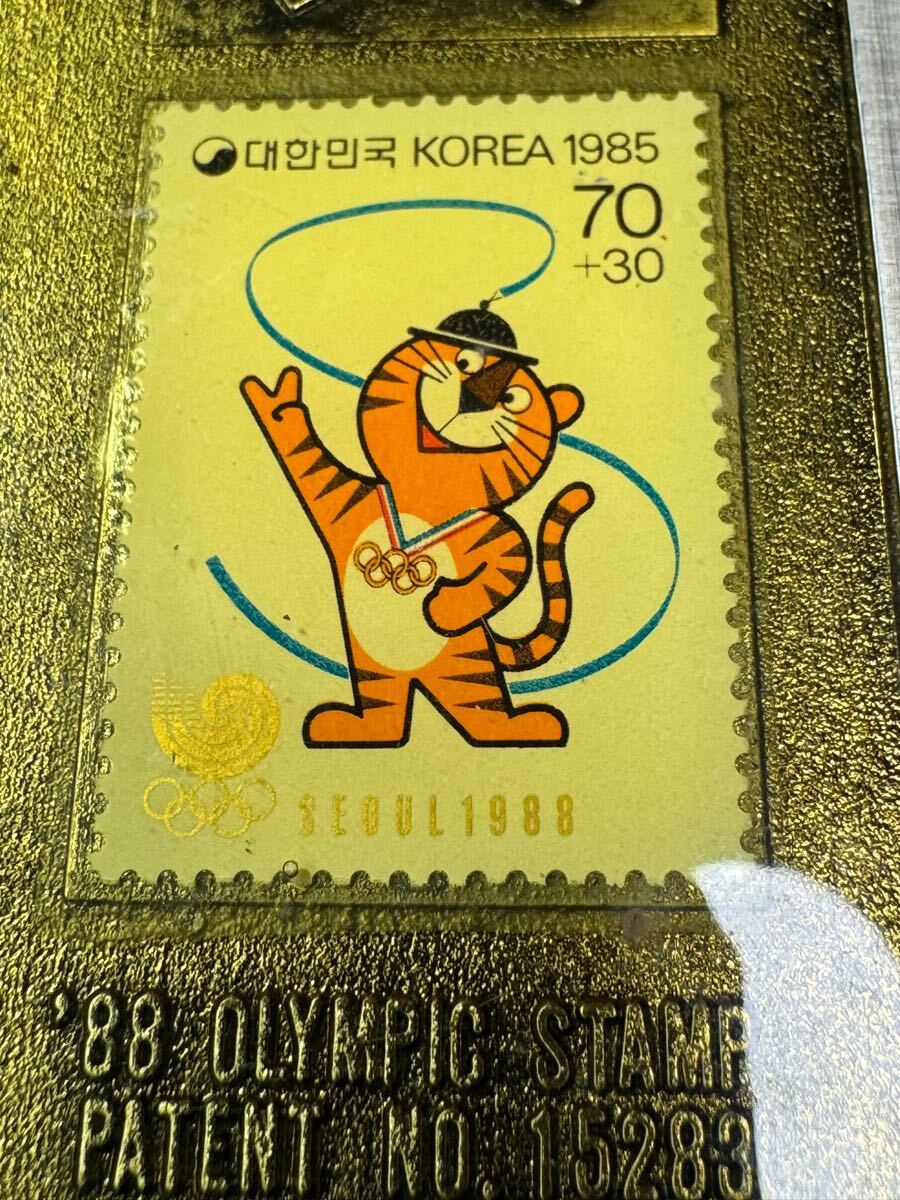 대한민국 KOREA 1985
70
+30
SEOUL 1988
'88 OLYMPIC STAMP
PATENT NO. 15283